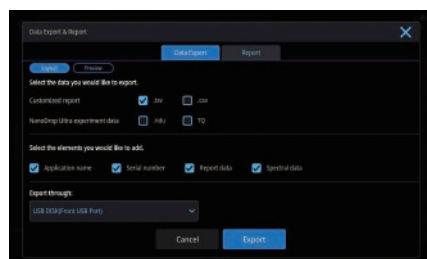 Data Export & Report
Data Export Report
Layout Preview
Select the data you would like to export.
Customized report .tsv .csv
NanoDrop Ultra experiment data .ndu TQ
Select the elements you would like to add.
Application name Serial number Report data Spectral data
Export through:
USB DISK(Front USB Port)
Cancel Export